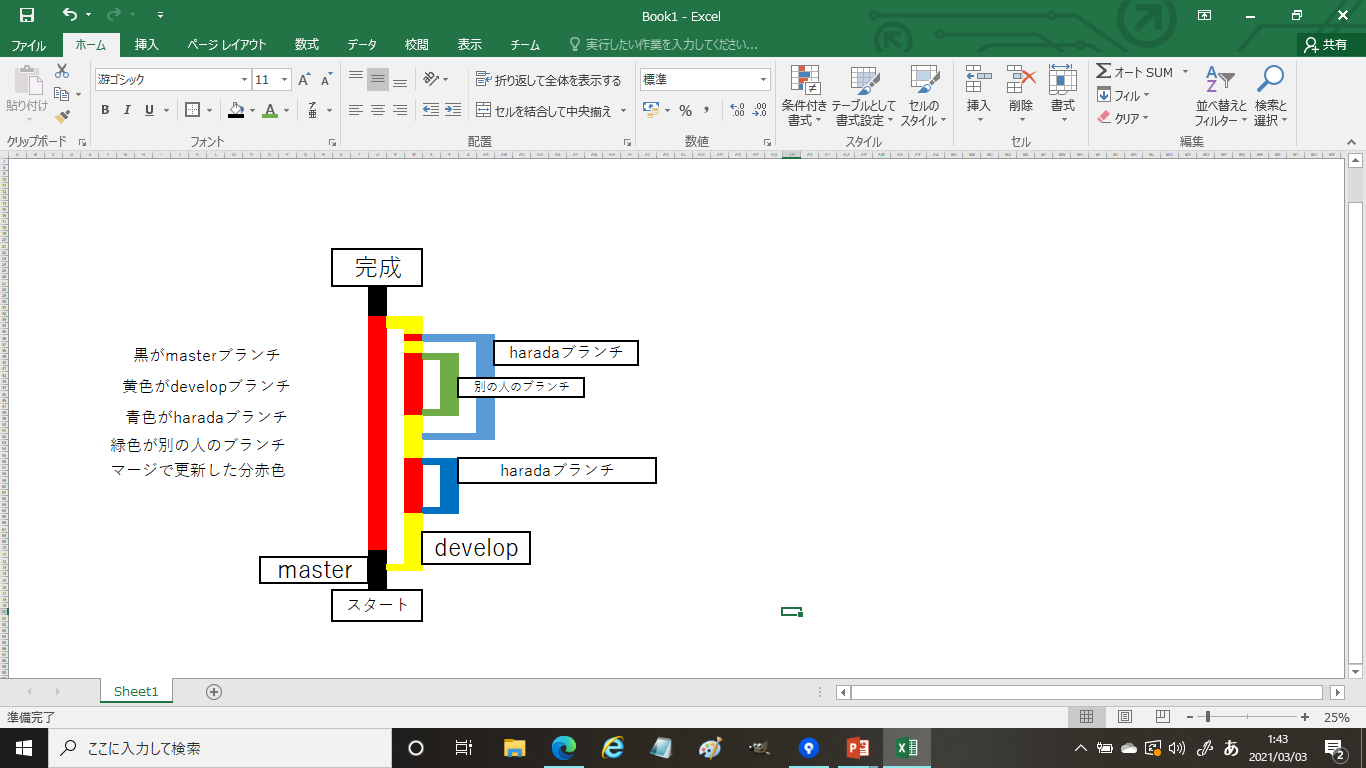 Book1 - Excel
ファイル ホーム 挿入 ページ レイアウト 数式 データ 校閲 表示 チーム 実行したい作業を入力してください... 共有
貼り付け
クリップボード
游ゴシック 11
B I U
フォント
折り返して全体を表示する
セルを結合して中央揃え
配置
標準
数値
条件付き書式 テーブルとして書式設定 セルのスタイル
スタイル
挿入 削除 書式
セル
オート SUM
フィル
クリア
並べ替えとフィルター 検索と選択
編集
完成
黒がmasterブランチ
黄色がdevelopブランチ
青色がharadaブランチ
緑色が別の人のブランチ
マージで更新した分赤色
haradaブランチ
別の人のブランチ
haradaブランチ
develop
master
スタート
Sheet1
準備完了
25%
ここに入力して検索
あ
1:43
2021/03/03
2